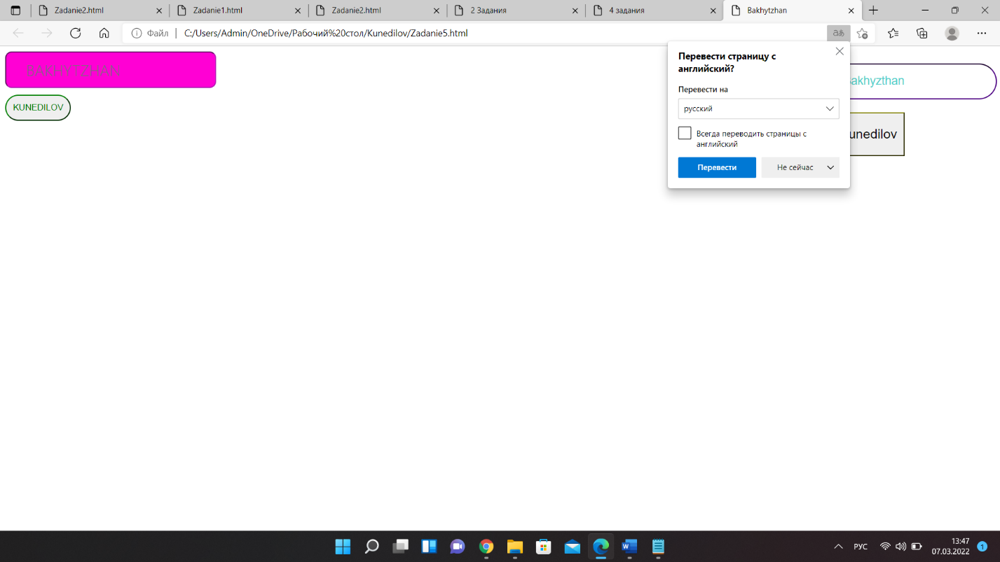 Zadanie2.html
Zadanie1.html
Zadanie2.html
2 Задания
4 задания
Bakhytzhan
Файл | C:/Users/Admin/OneDrive/Рабочий%20стол/Kunedilov/Zadanie5.html
BAKHYTZHAN
KUNEDILOV
Перевести страницу с
английский?
Перевести на
русский
Всегда переводить страницы с
английский
Перевести
Не сейчас
akhyzthan
unedilov
РУС
13:47
07.03.2022
1